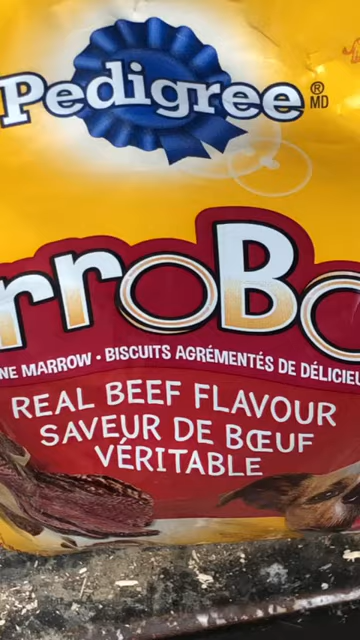 Pedigree ®
MD
rroBo
NE MARROW • BISCUITS AGRÉMENTÉS DE DÉLICIEU
REAL BEEF FLAVOUR
SAVEUR DE BŒUF
VÉRITABLE